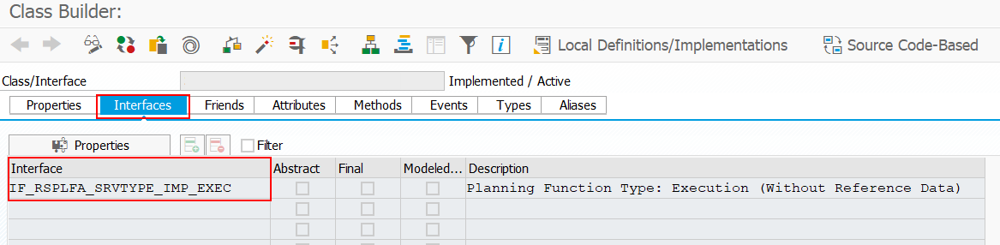 Class Builder:
Local Definitions/Implementations Source Code-Based
Class/Interface Implemented / Active
Properties Interfaces Friends Attributes Methods Events Types Aliases
Properties Filter
Interface Abstract Final Modeled... Description
IF_RSPLFA_SRVTYPE_IMP_EXEC Planning Function Type: Execution (Without Reference Data)